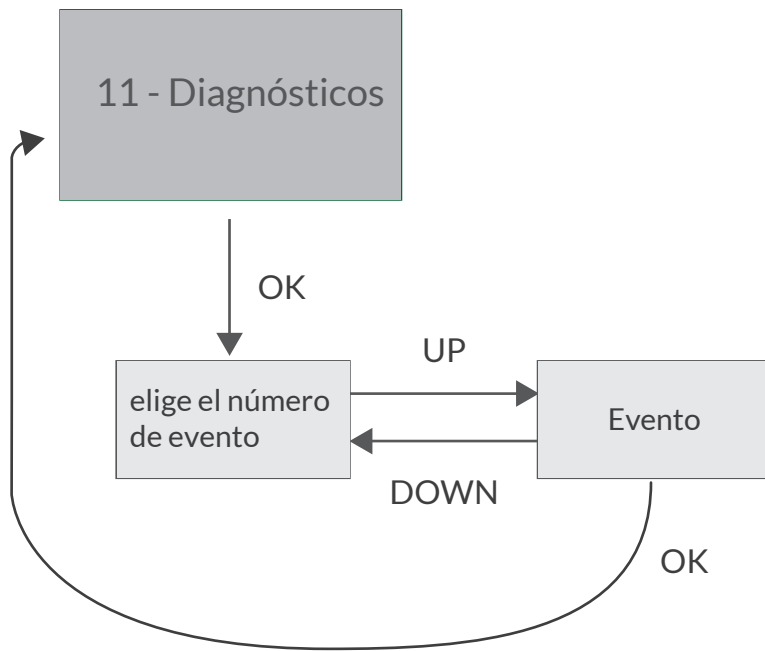 11 - Diagnósticos
OK
UP
elige el número
de evento
Evento
DOWN
OK